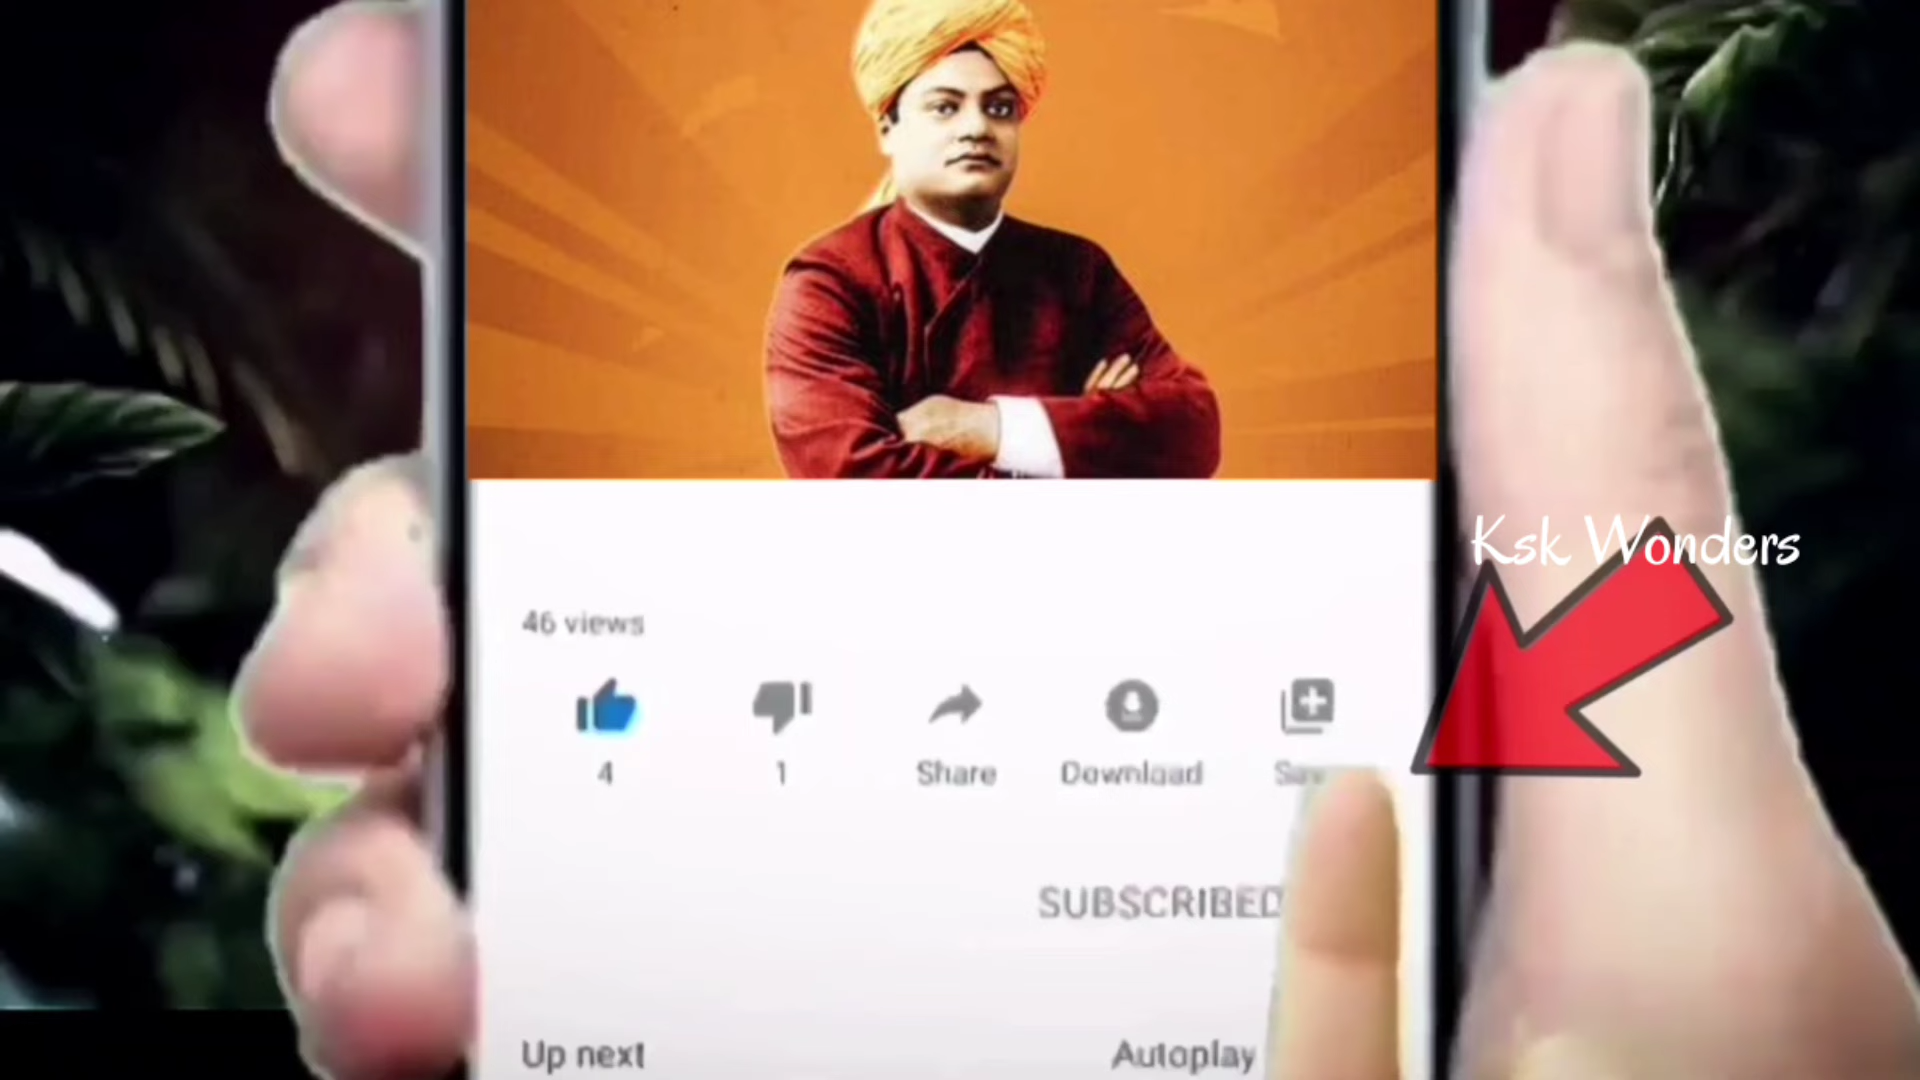 Ksk Wonders
46 views
4 1 Share Download
SUBSCRIBED
Up next Autoplay